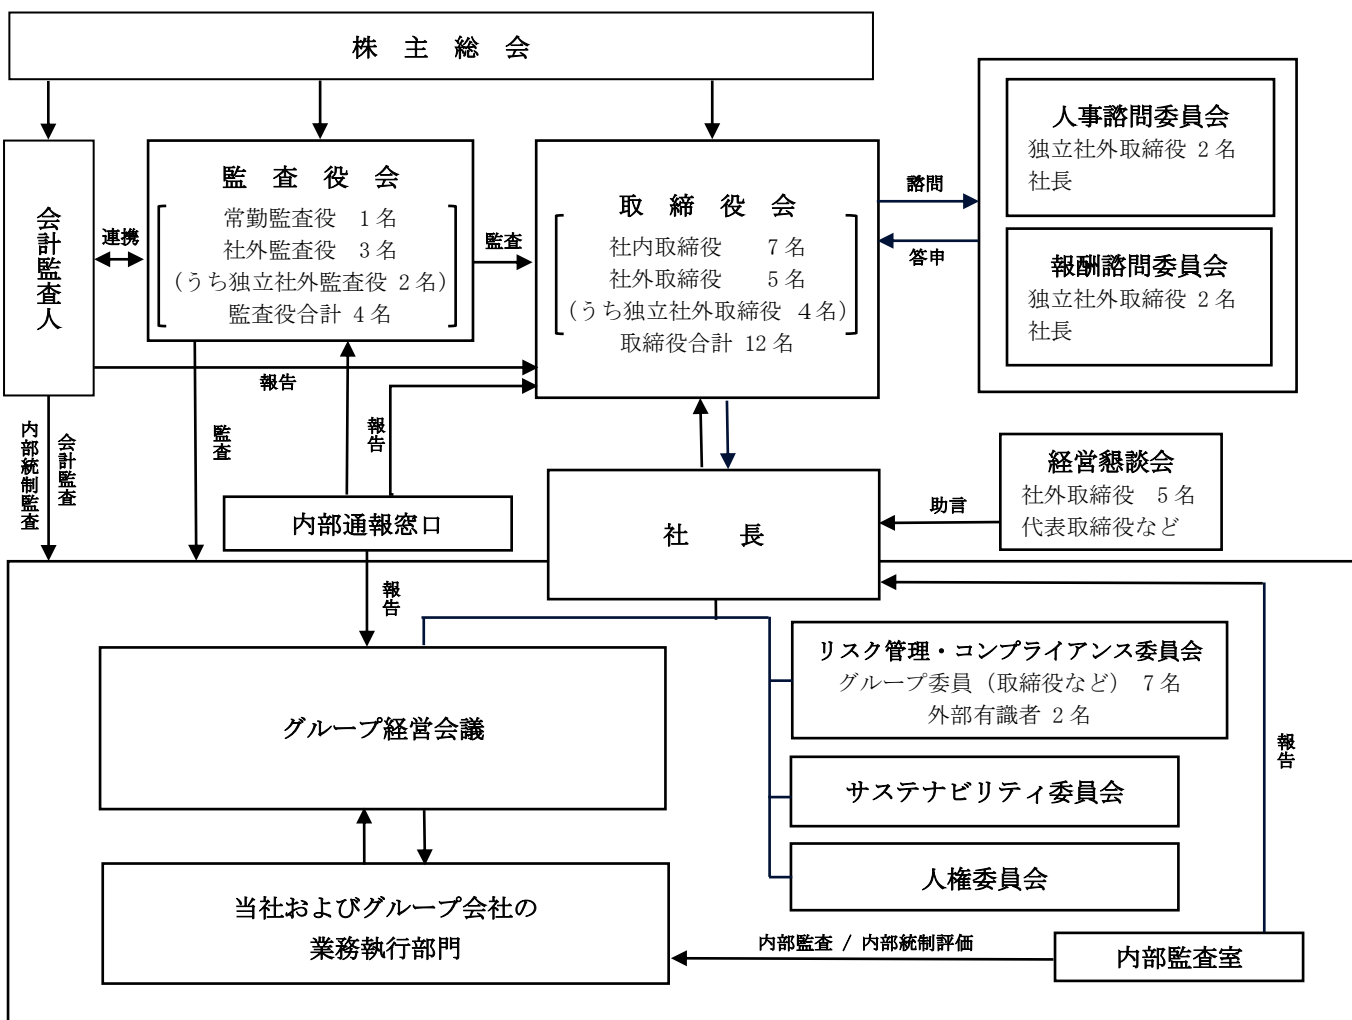 株 主 総 会
人事諮問委員会
独立社外取締役 2 名
社長
報酬諮問委員会
独立社外取締役 2 名
社長
諮問
答申
会計監査人
連携
監 査 役 会
常勤監査役 1 名
社外監査役 3 名
(うち独立社外監査役 2 名)
監査役合計 4 名
監査
取 締 役 会
社内取締役 7 名
社外取締役 5 名
(うち独立社外取締役 4 名)
取締役合計 12 名
報告
報告
内部統制監査
会計監査
監査
内部通報窓口
報告
社 長
助言
経営懇談会
社外取締役 5 名
代表取締役など
グループ経営会議
リスク管理・コンプライアンス委員会
グループ委員（取締役など） 7 名
外部有識者 2 名
サステナビリティ委員会
人権委員会
報告
当社およびグループ会社の
業務執行部門
内部監査 / 内部統制評価
内部監査室